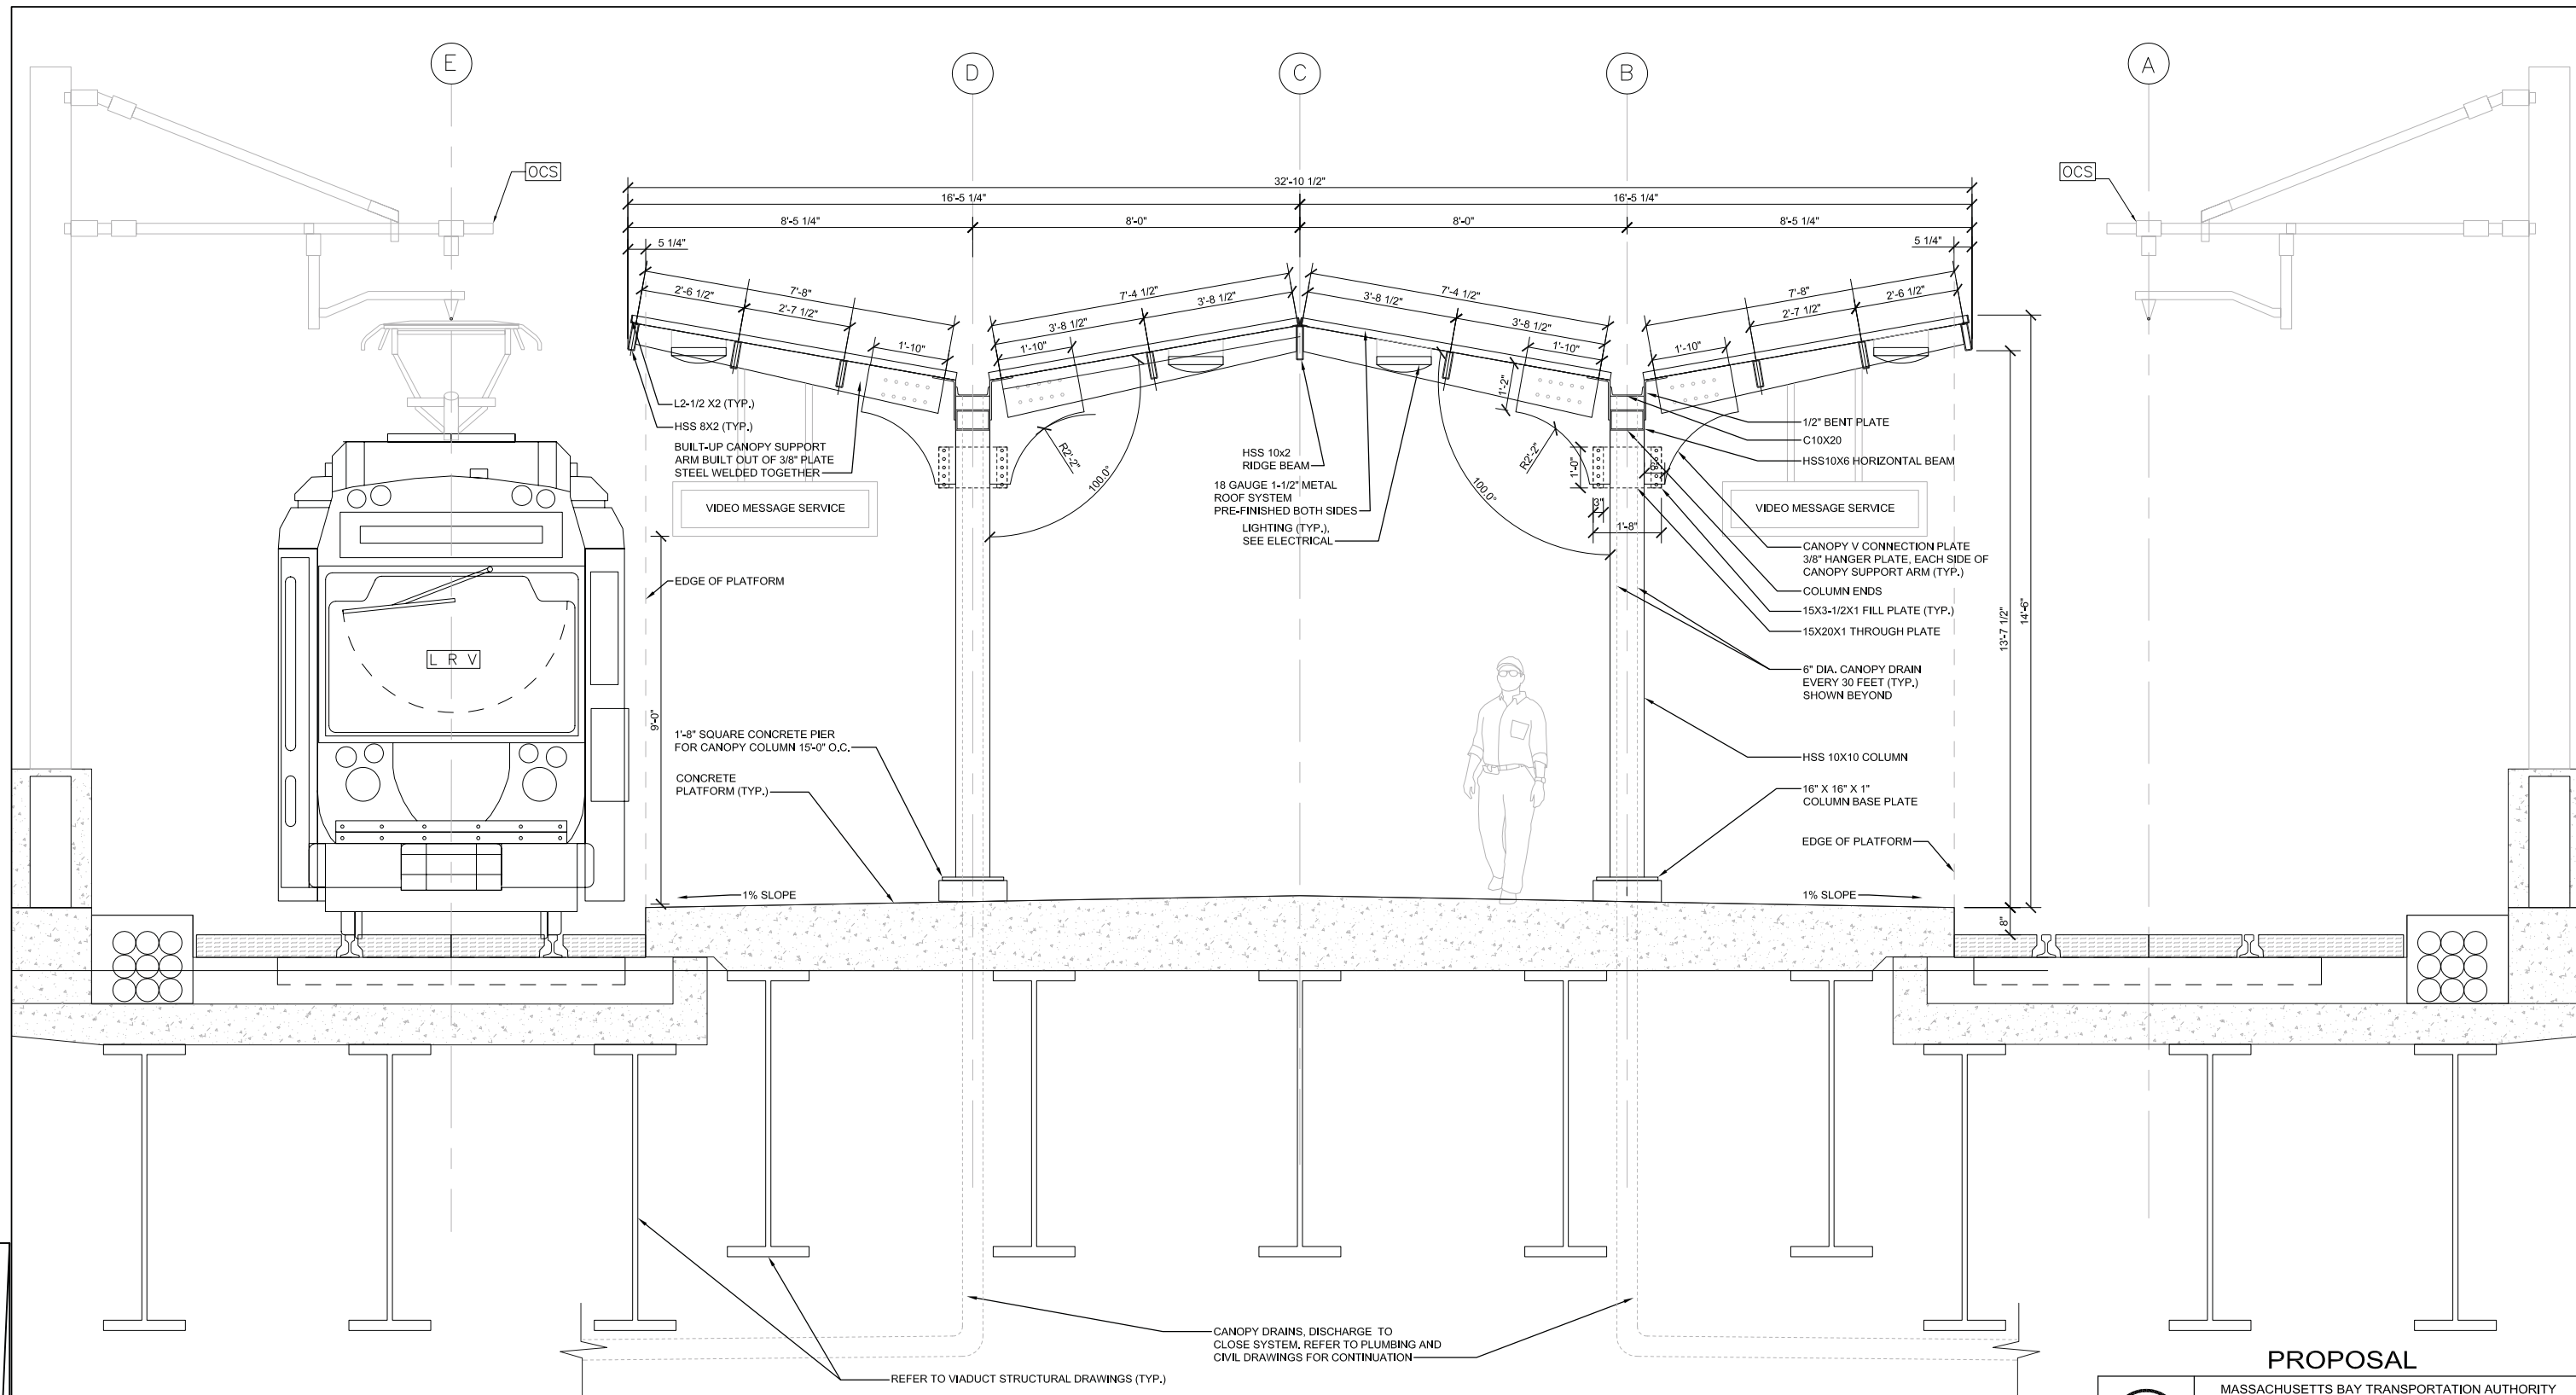 E
D
C
B
A
OCS
OCS
32'-10 1/2"
16'-5 1/4"
16'-5 1/4"
8'-5 1/4"
8'-0"
8'-0"
8'-5 1/4"
5 1/4"
5 1/4"
2'-6 1/2"
7'-8"
2'-7 1/2"
1'-10"
7'-4 1/2"
3'-8 1/2"
3'-8 1/2"
1'-10"
7'-4 1/2"
3'-8 1/2"
3'-8 1/2"
1'-10"
1'-2"
7'-8"
2'-6 1/2"
2'-7 1/2"
1'-10"
L2-1/2 X2 (TYP.)
HSS 8X2 (TYP.)
BUILT-UP CANOPY SUPPORT
ARM BUILT OUT OF 3/8" PLATE
STEEL WELDED TOGETHER
VIDEO MESSAGE SERVICE
R2'-2"
100.0°
HSS 10x2
RIDGE BEAM
18 GAUGE 1-1/2" METAL
ROOF SYSTEM
PRE-FINISHED BOTH SIDES
LIGHTING (TYP.),
SEE ELECTRICAL
R2'-2"
100.0°
1'-0"
3"
1'-8"
1/2" BENT PLATE
C10X20
HSS10X6 HORIZONTAL BEAM
VIDEO MESSAGE SERVICE
CANOPY V CONNECTION PLATE
3/8" HANGER PLATE, EACH SIDE OF
CANOPY SUPPORT ARM (TYP.)
COLUMN ENDS
15X3-1/2X1 FILL PLATE (TYP.)
15X20X1 THROUGH PLATE
6" DIA. CANOPY DRAIN
EVERY 30 FEET (TYP.)
SHOWN BEYOND
HSS 10X10 COLUMN
16" X 16" X 1"
COLUMN BASE PLATE
EDGE OF PLATFORM
1% SLOPE
13'-7 1/2"
14'-6"
8"
EDGE OF PLATFORM
L R V
9'-0"
1'-8" SQUARE CONCRETE PIER
FOR CANOPY COLUMN 15'-0" O.C.
CONCRETE
PLATFORM (TYP.)
1% SLOPE
CANOPY DRAINS, DISCHARGE TO
CLOSE SYSTEM. REFER TO PLUMBING AND
CIVIL DRAWINGS FOR CONTINUATION
REFER TO VIADUCT STRUCTURAL DRAWINGS (TYP.)
PROPOSAL
MASSACHUSETTS BAY TRANSPORTATION AUTHORITY